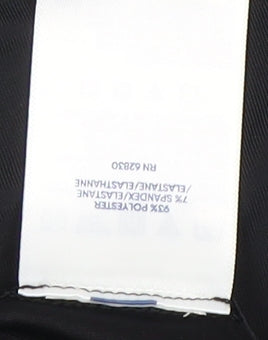 93% POLYESTER
7% SPANDEX/ELASTANE
/ELASTANE/ELASTHANNE
RN 62830